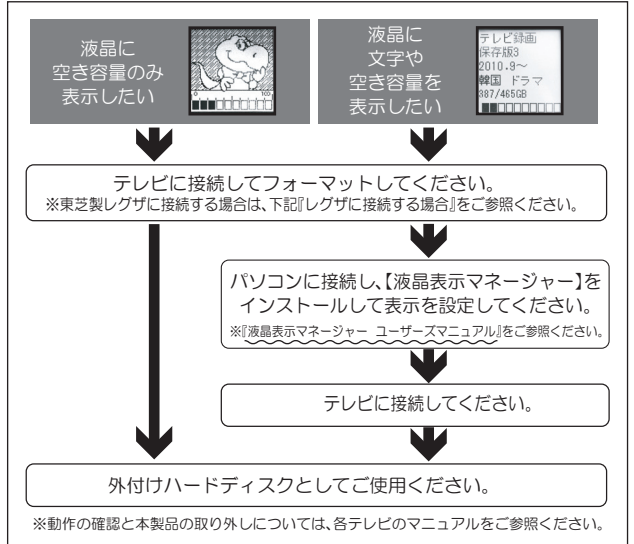 液晶に
空き容量のみ
表示したい
0 100
液晶に
文字や
空き容量を
表示したい
テレビ録画
保存版3
2010.9～
韓国 ドラマ
387/465GB
テレビに接続してフォーマットしてください。
※東芝製レグザに接続する場合は、下記『レグザに接続する場合』をご参照ください。
パソコンに接続し、【液晶表示マネージャー】を
インストールして表示を設定してください。
※『液晶表示マネージャー ユーザーズマニュアル』をご参照ください。
テレビに接続してください。
外付けハードディスクとしてご使用ください。
※動作の確認と本製品の取り外しについては、各テレビのマニュアルをご参照ください。